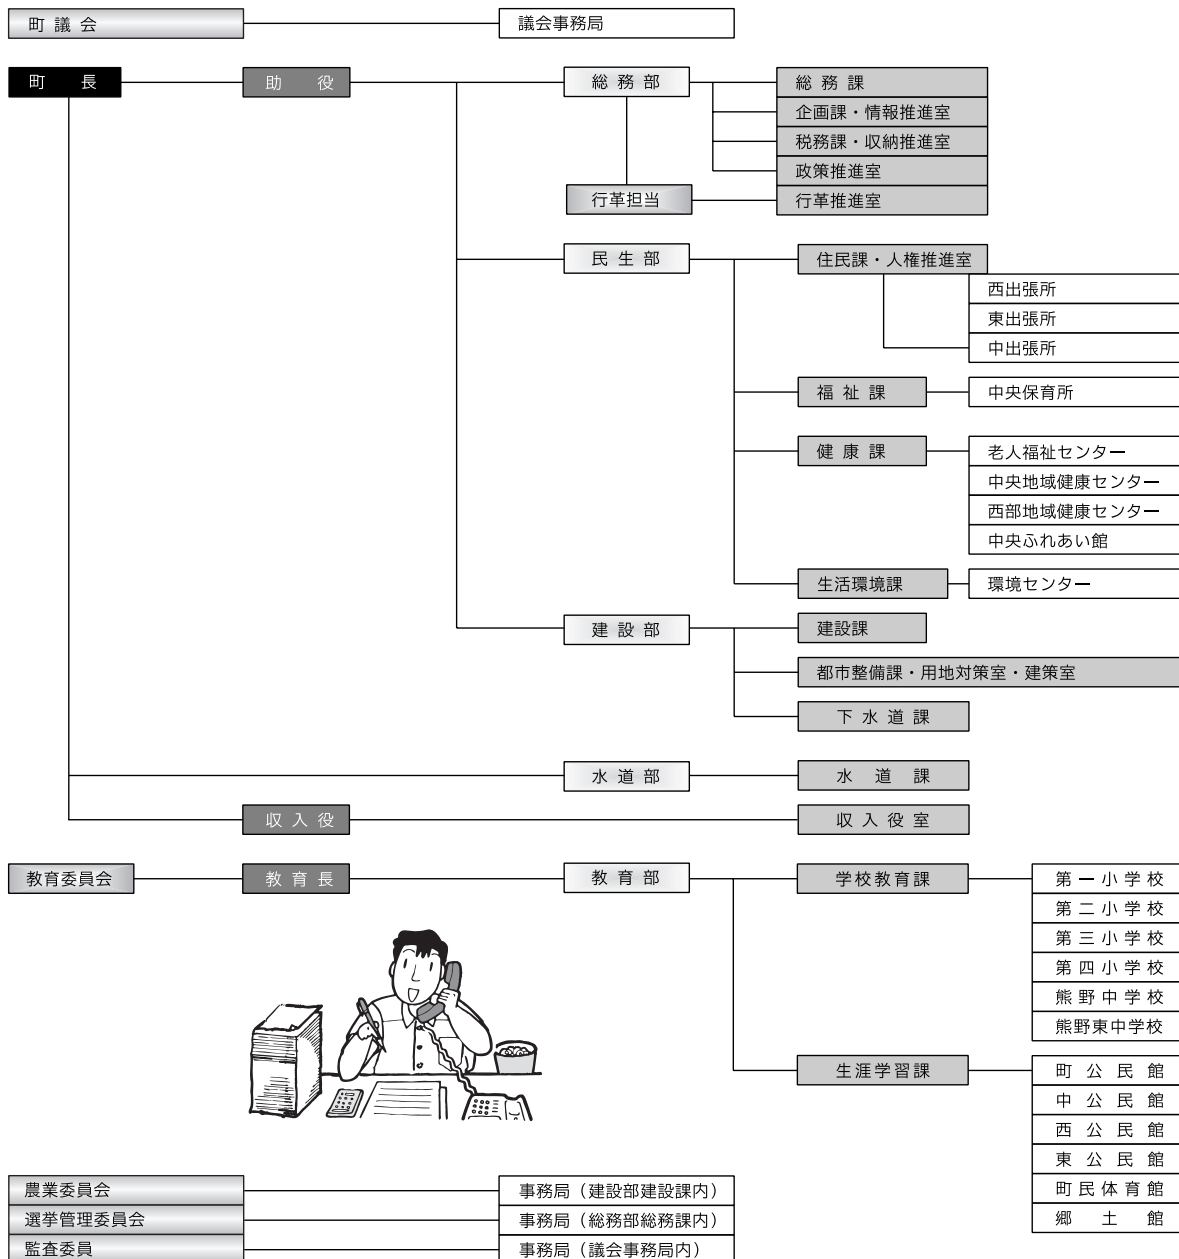 町議会 議会事務局
町長 助役 総務部 総務課
企画課・情報推進室
税務課・収納推進室
政策推進室
行革担当 行革推進室
民生部 住民課・人権推進室
西出張所
東出張所
中出張所
福祉課 中央保育所
健康課 老人福祉センター
中央地域健康センター
西部地域健康センター
中央ふれあい館
生活環境課 環境センター
建設部 建設課
都市整備課・用地対策室・建策室
下水道課
水道部 水道課
収入役 収入役室
教育委員会 教育長 教育部 学校教育課 第一小学校
第二小学校
第三小学校
第四小学校
熊野中学校
熊野東中学校
生涯学習課 町公民館
中公民館
西公民館
東公民館
町民体育館
郷土館
農業委員会 事務局（建設部建設課内）
選挙管理委員会 事務局（総務部総務課内）
監査委員 事務局（議会事務局内）